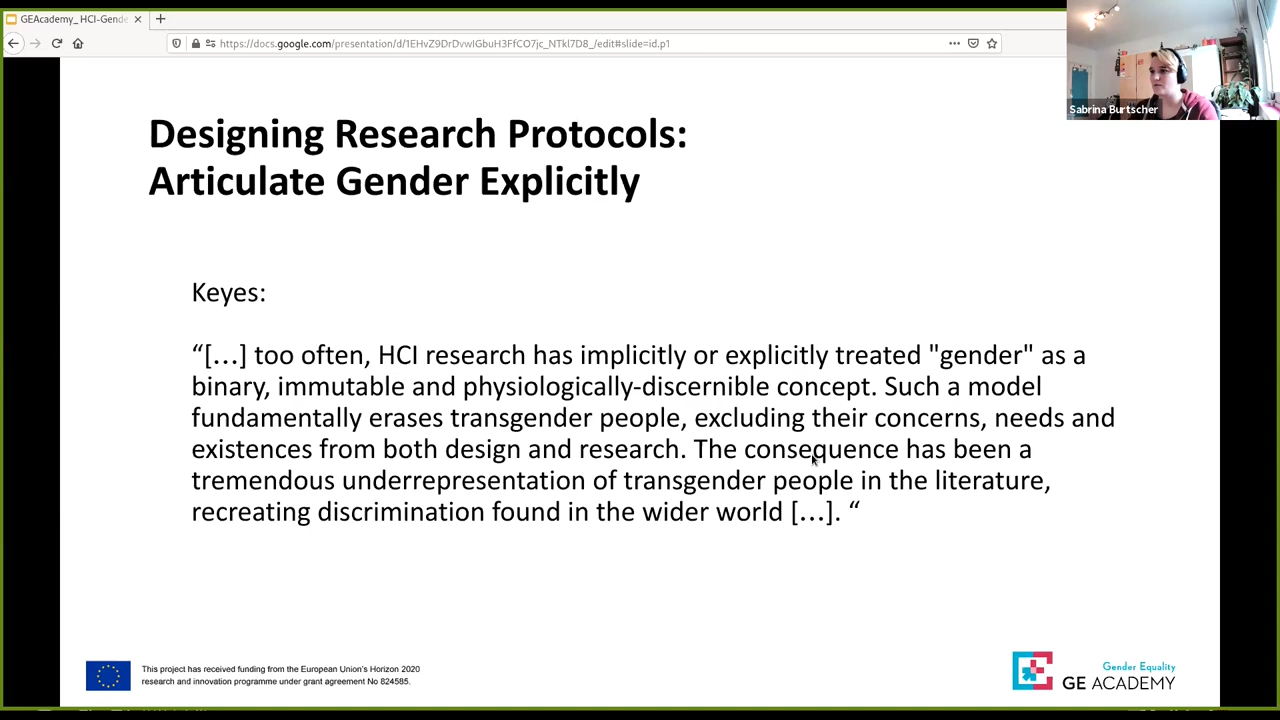 GEAcademy_ HCI-Gende
https://docs.google.com/presentation/d/1EHvZ9DrDvwIGbuH3FfCO7jc_NTkl7D8_/edit#slide=id.p1
Sabrina Burtscher
Designing Research Protocols:
Articulate Gender Explicitly
Keyes:
“[…] too often, HCI research has implicitly or explicitly treated "gender" as a
binary, immutable and physiologically-discernible concept. Such a model
fundamentally erases transgender people, excluding their concerns, needs and
existences from both design and research. The consequence has been a
tremendous underrepresentation of transgender people in the literature,
recreating discrimination found in the wider world […]. “
This project has received funding from the European Union’s Horizon 2020
research and innovation programme under grant agreement No 824585.
Gender Equality
GE ACADEMY